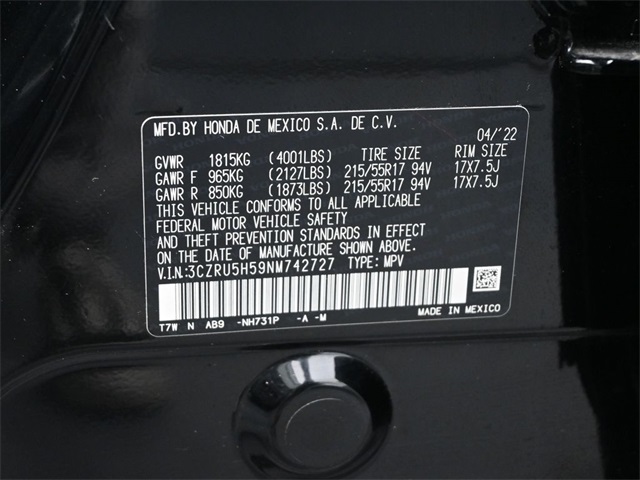 MFD.BY HONDA DE MEXICO S.A. DE C.V.
04/'22
GVWR 1815KG (4001LBS) TIRE SIZE RIM SIZE
GAWR F 965KG (2127LBS) 215/55R17 94V 17X7.5J
GAWR R 850KG (1873LBS) 215/55R17 94V 17X7.5J
THIS VEHICLE CONFORMS TO ALL APPLICABLE
FEDERAL MOTOR VEHICLE SAFETY
AND THEFT PREVENTION STANDARDS IN EFFECT
ON THE DATE OF MANUFACTURE SHOWN ABOVE.
V.I.N:3CZRU5H59NM742727 TYPE: MPV
T7W N AB9 -NH731P -A -M MADE IN MEXICO